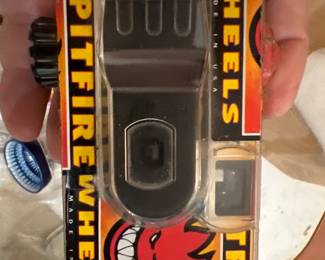 SPITFIRE WHE
MADE IN
WHEELS
MADE IN USA